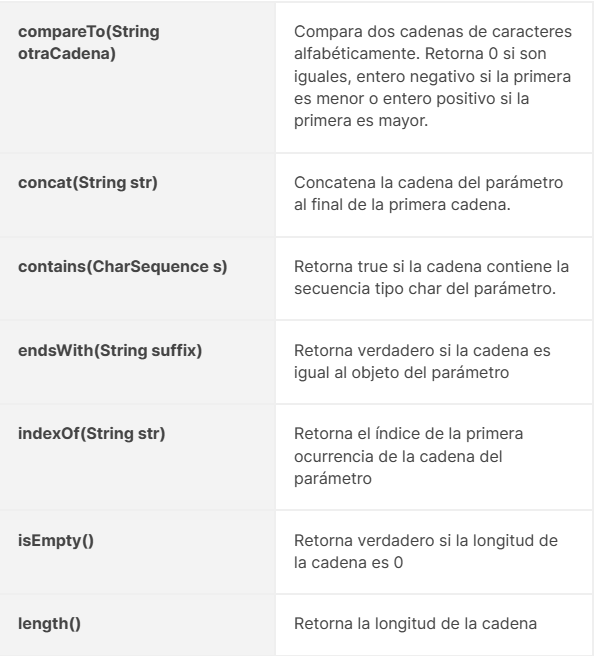 compareTo(String
otraCadena)
Compara dos cadenas de caracteres
alfabéticamente. Retorna 0 si son
iguales, entero negativo si la primera
es menor o entero positivo si la
primera es mayor.
concat(String str)
Concatena la cadena del parámetro
al final de la primera cadena.
contains(CharSequence s)
Retorna true si la cadena contiene la
secuencia tipo char del parámetro.
endsWith(String suffix)
Retorna verdadero si la cadena es
igual al objeto del parámetro
indexOf(String str)
Retorna el índice de la primera
ocurrencia de la cadena del
parámetro
isEmpty()
Retorna verdadero si la longitud de
la cadena es 0
length()
Retorna la longitud de la cadena